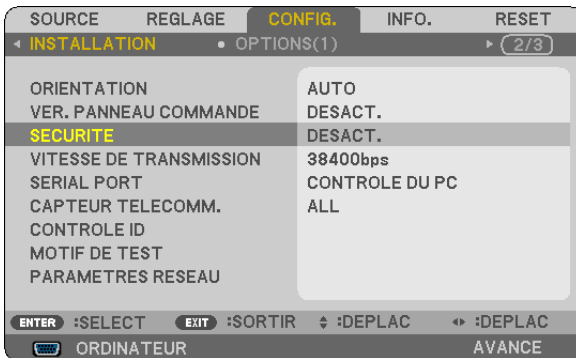 SOURCE REGLAGE CONFIG. INFO. RESET
INSTALLATION • OPTIONS(1) 2/3
ORIENTATION AUTO
VER. PANNEAU COMMANDE DESACT.
SECURITE DESACT.
VITESSE DE TRANSMISSION 38400bps
SERIAL PORT CONTROLE DU PC
CAPTEUR TELECOMM. ALL
CONTROLE ID
MOTIF DE TEST
PARAMETRES RESEAU
ENTER :SELECT EXIT :SORTIR :DEPLAC :DEPLAC
ORDINATEUR AVANCE